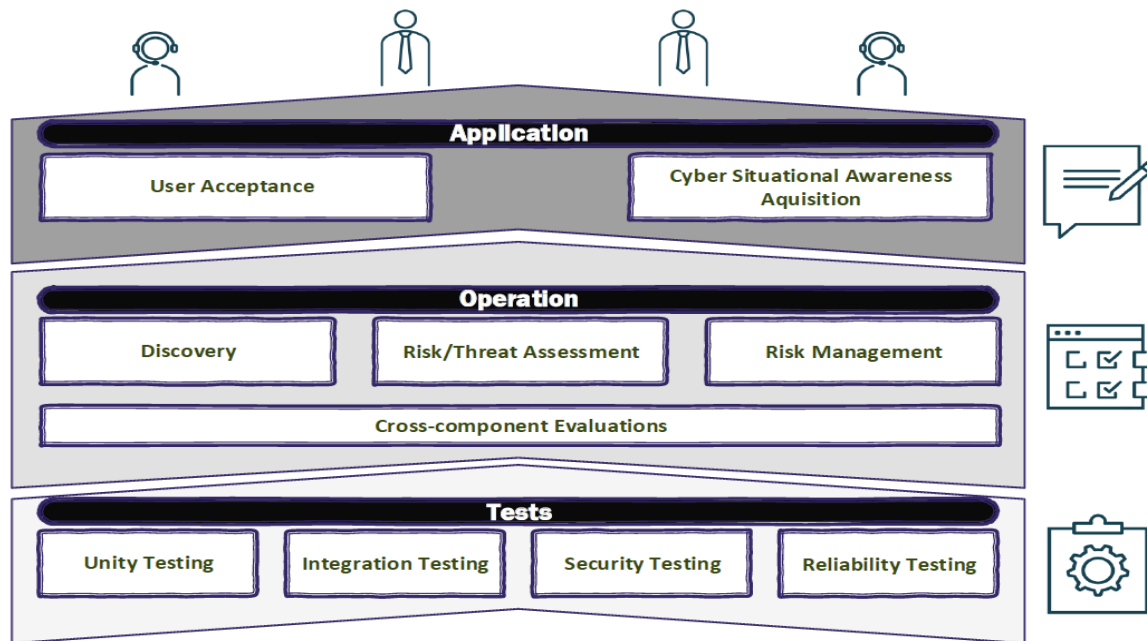 Application
User Acceptance
Cyber Situational Awareness
Aquisition
Operation
Discovery
Risk/Threat Assessment
Risk Management
Cross-component Evaluations
Tests
Unity Testing
Integration Testing
Security Testing
Reliability Testing